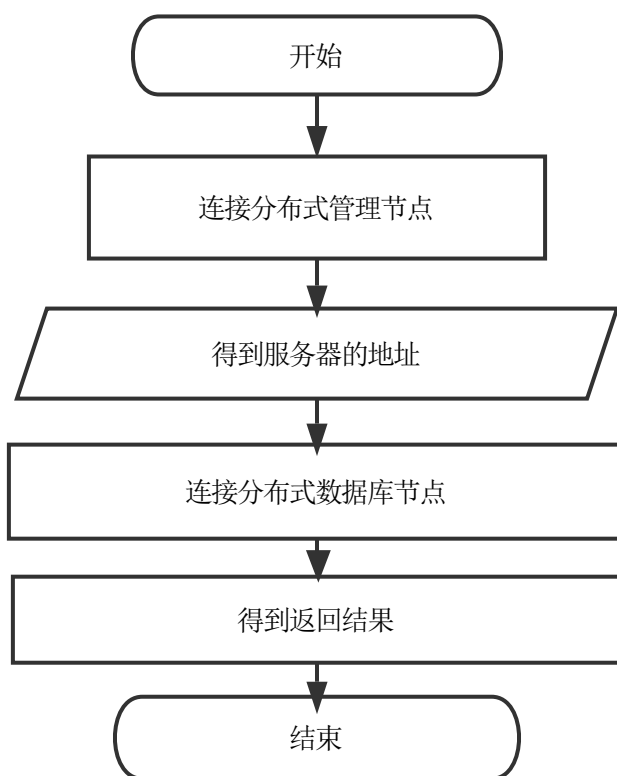 开始
连接分布式管理节点
得到服务器的地址
连接分布式数据库节点
得到返回结果
结束